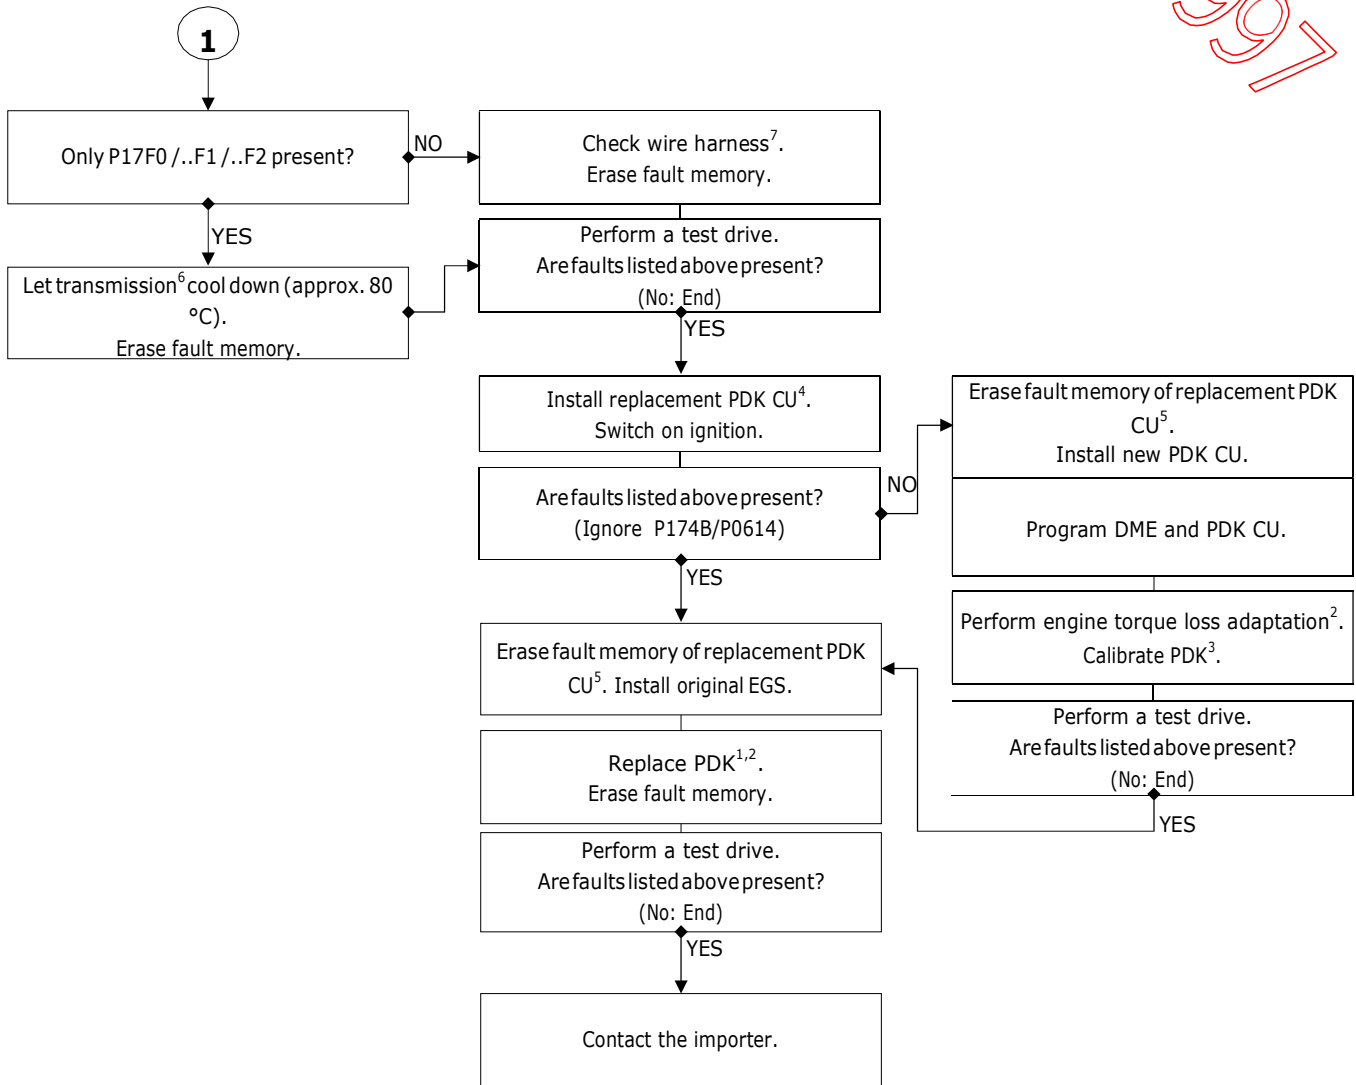 1
997
Only P17F0 /..F1 /..F2 present?
NO
Check wire harness7.
Erase fault memory.
YES
Let transmission6 cool down (approx. 80
°C).
Erase fault memory.
Perform a test drive.
Are faults listed above present?
(No: End)
YES
Install replacement PDK CU4.
Switch on ignition.
Are faults listed above present?
(Ignore P174B/P0614)
NO
Erase fault memory of replacement PDK
CU5.
Install new PDK CU.
Program DME and PDK CU.
Perform engine torque loss adaptation2.
Calibrate PDK3.
Perform a test drive.
Are faults listed above present?
(No: End)
YES
YES
Erase fault memory of replacement PDK
CU5. Install original EGS.
Replace PDK1,2.
Erase fault memory.
Perform a test drive.
Are faults listed above present?
(No: End)
YES
Contact the importer.